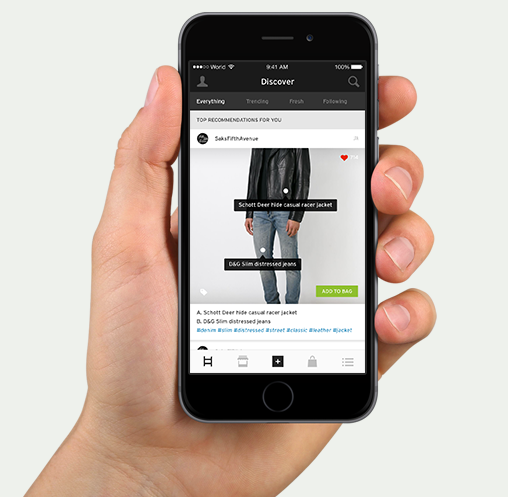 World 9:41 AM 100%
Discover
Everything Trending Fresh Following
TOP RECOMMENDATIONS FOR YOU
SaksFifthAvenue
Schott Deer hide casual racer jacket
D&G Slim distressed jeans
ADD TO BAG
A. Schott Deer hide casual racer jacket
B. D&G Slim distressed jeans
#denim #slim #distressed #street #classic #leather #jacket